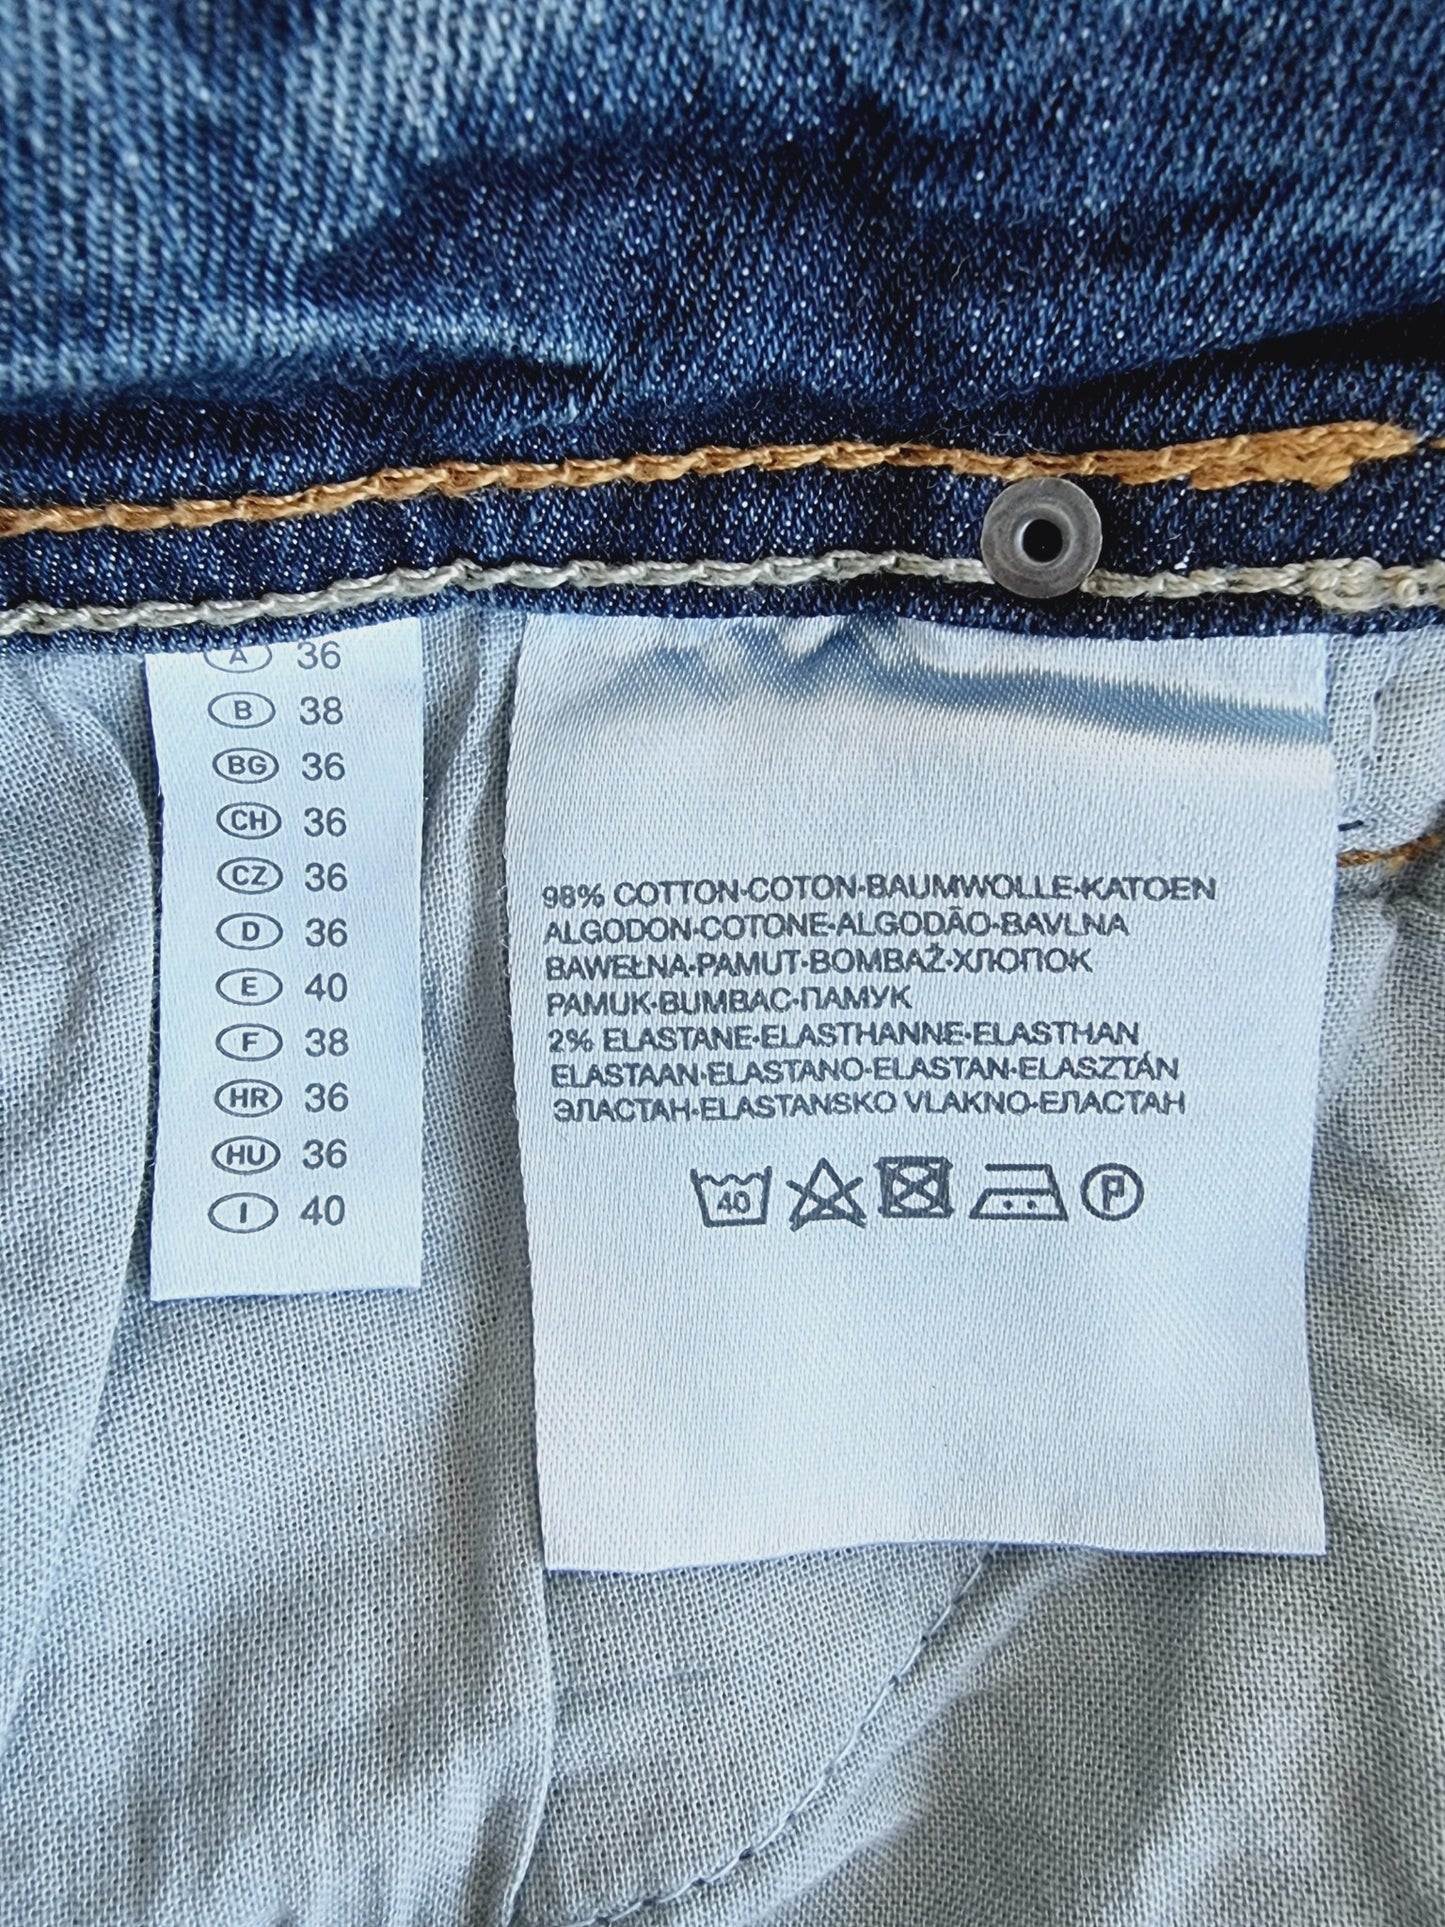 A 36
B 38
BG 36
CH 36
CZ 36
D 36
E 40
F 38
HR 36
HU 36
I 40
98% COTTON·COTON·BAUMWOLLE·KATOEN
ALGODON·COTONE·ALGODÃO·BAVLNA
BAWEŁNA·PAMUT·BOMBAŽ·ХЛОПОК
PAMUK·BUMBAC·ПАМУК
2% ELASTANE·ELASTHANNE·ELASTHAN
ELASTAAN·ELASTANO·ELASTAN·ELASZTÁN
ЭЛАСТАН·ELASTANSKO VLAKNO·ЕЛАСТАН
40 P